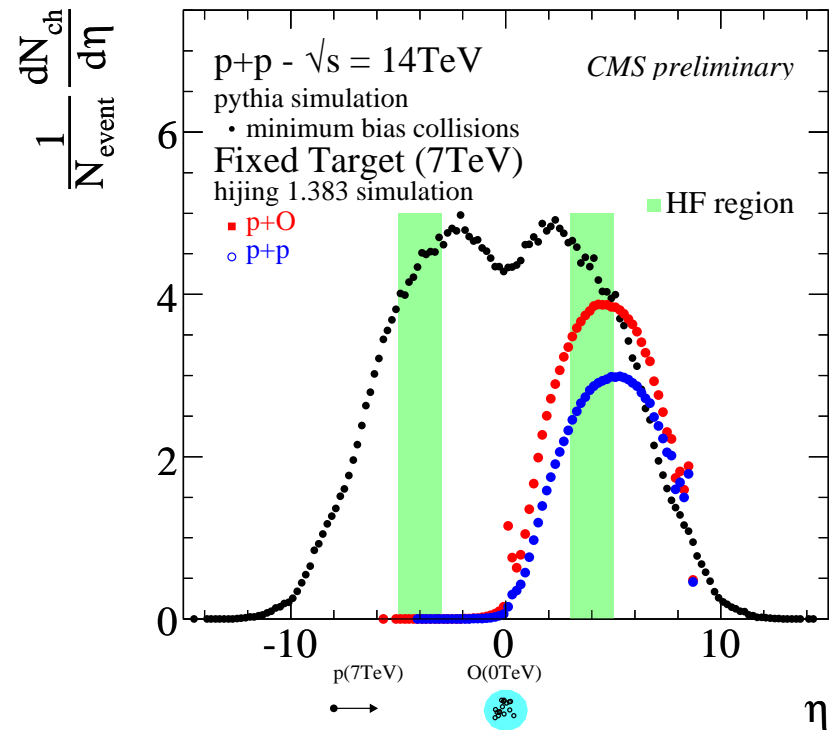 1 dN_ch
N_event dη
p+p - √s = 14TeV
CMS preliminary
pythia simulation
• minimum bias collisions
Fixed Target (7TeV)
hijing 1.383 simulation
p+O
p+p
HF region
6
4
2
0
-10 0 10
p(7TeV) O(0TeV)
η